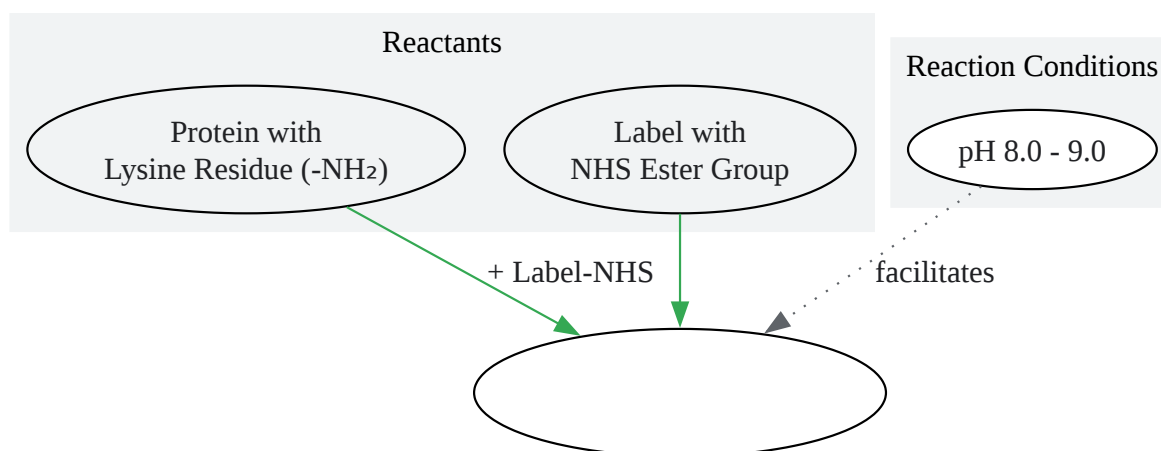 Reactants
Reaction Conditions
Protein with
Lysine Residue (-NH₂)
Label with
NHS Ester Group
pH 8.0 - 9.0
+ Label-NHS
facilitates